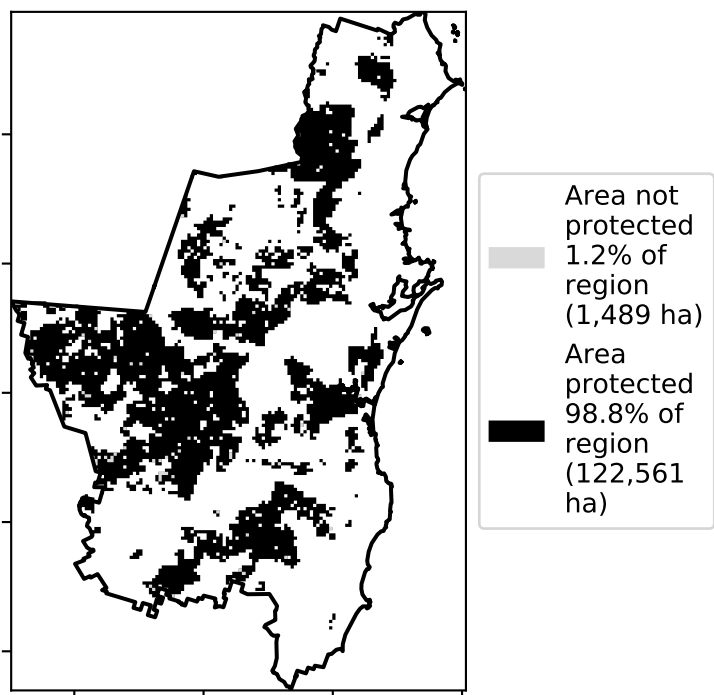 Area not
protected
1.2% of
region
(1,489 ha)
Area
protected
98.8% of
region
(122,561
ha)